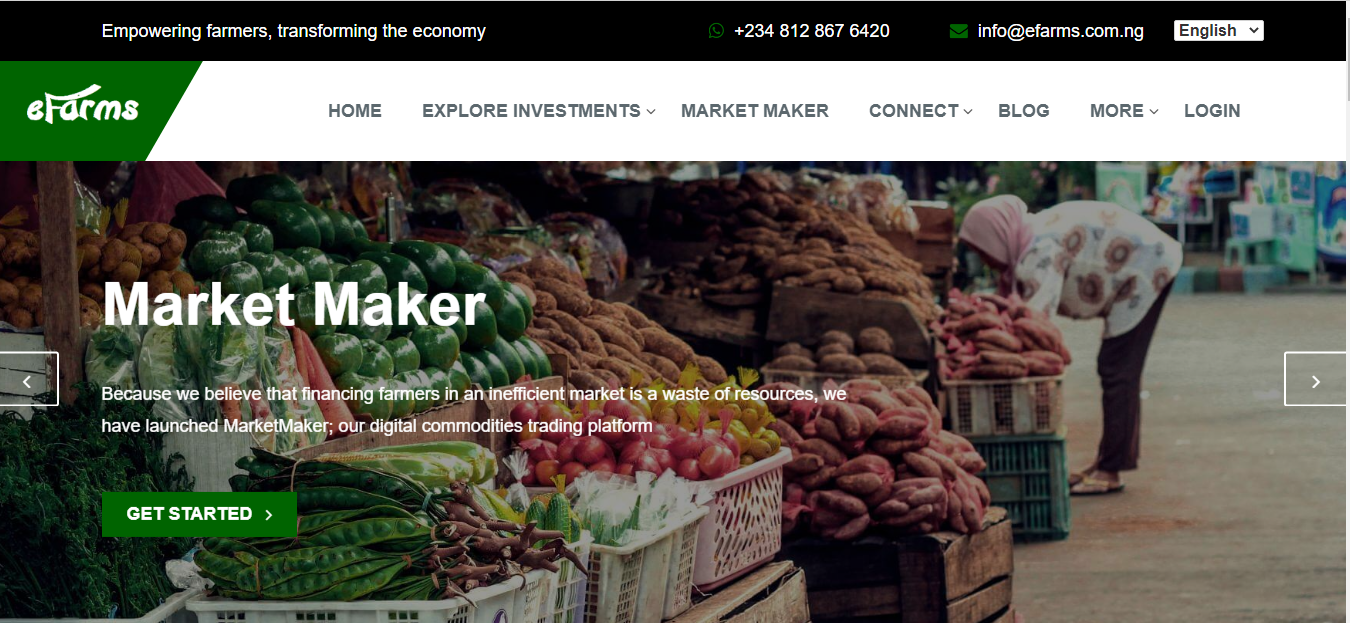 Empowering farmers, transforming the economy
+234 812 867 6420
info@efarms.com.ng
English
eFarms
HOME
EXPLORE INVESTMENTS
MARKET MAKER
CONNECT
BLOG
MORE
LOGIN
Market Maker
Because we believe that financing farmers in an inefficient market is a waste of resources, we
have launched MarketMaker; our digital commodities trading platform
GET STARTED